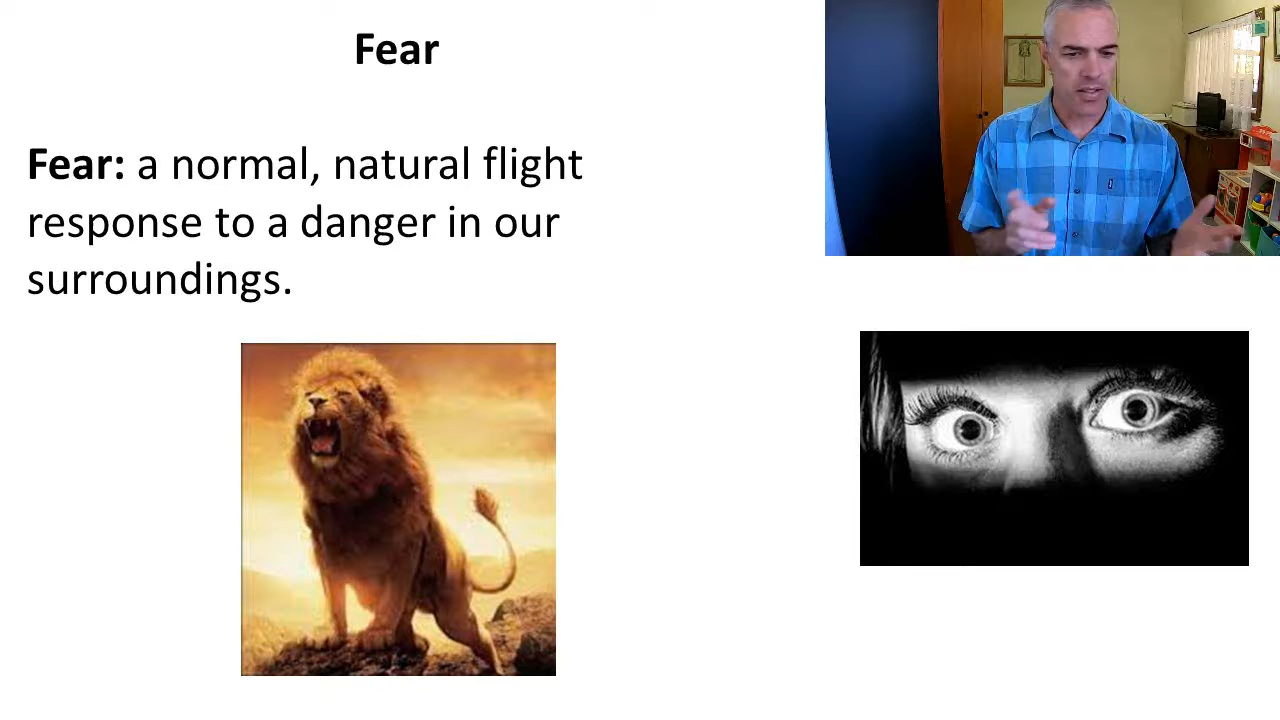 Fear
Fear: a normal, natural flight
response to a danger in our
surroundings.